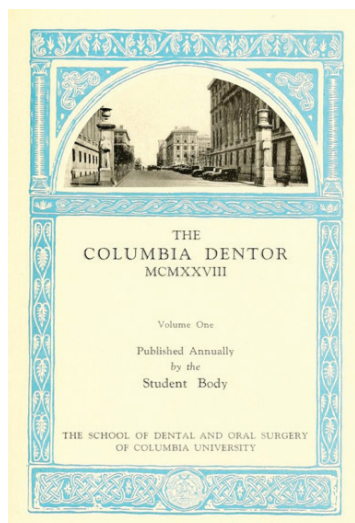 THE
COLUMBIA DENTOR
MCMXXVIII
Volume One
Published Annually
by the
Student Body
THE SCHOOL OF DENTAL AND ORAL SURGERY
OF COLUMBIA UNIVERSITY